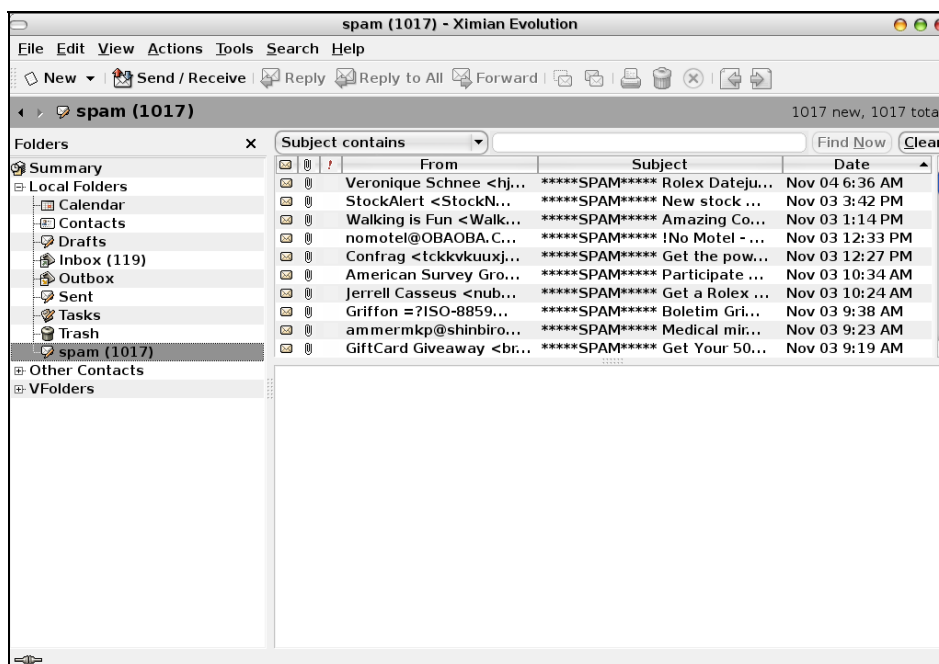 spam (1017) - Ximian Evolution
File Edit View Actions Tools Search Help
New Send / Receive Reply Reply to All Forward
spam (1017) 1017 new, 1017 tota
Folders x Subject contains Find Now Clear
Summary
Local Folders
Calendar
Contacts
Drafts
Inbox (119)
Outbox
Sent
Tasks
Trash
spam (1017)
Other Contacts
VFolders
! From Subject Date
Veronique Schnee <hj... *****SPAM***** Rolex Dateju... Nov 04 6:36 AM
StockAlert <StockN... *****SPAM***** New stock ... Nov 03 3:42 PM
Walking is Fun <Walk... *****SPAM***** Amazing Co... Nov 03 1:14 PM
nomotel@OBAOBA.C... *****SPAM***** !No Motel - ... Nov 03 12:33 PM
Confrag <tckkvkuuxj... *****SPAM***** Get the pow... Nov 03 12:27 PM
American Survey Gro... *****SPAM***** Participate ... Nov 03 10:34 AM
Jerrell Casseus <nub... *****SPAM***** Get a Rolex ... Nov 03 10:24 AM
Griffon =?ISO-8859... *****SPAM***** Boletim Gri... Nov 03 9:38 AM
ammermkp@shinbiro... *****SPAM***** Medical mir... Nov 03 9:23 AM
GiftCard Giveaway <br... *****SPAM***** Get Your 50... Nov 03 9:19 AM